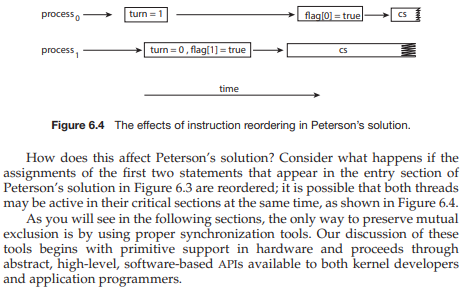 process 0 turn = 1 flag[0] = true cs
process 1 turn = 0 , flag[1] = true cs
time
Figure 6.4 The effects of instruction reordering in Peterson's solution.
How does this affect Peterson's solution? Consider what happens if the
assignments of the first two statements that appear in the entry section of
Peterson's solution in Figure 6.3 are reordered; it is possible that both threads
may be active in their critical sections at the same time, as shown in Figure 6.4.
As you will see in the following sections, the only way to preserve mutual
exclusion is by using proper synchronization tools. Our discussion of these
tools begins with primitive support in hardware and proceeds through
abstract, high-level, software-based APIs available to both kernel developers
and application programmers.